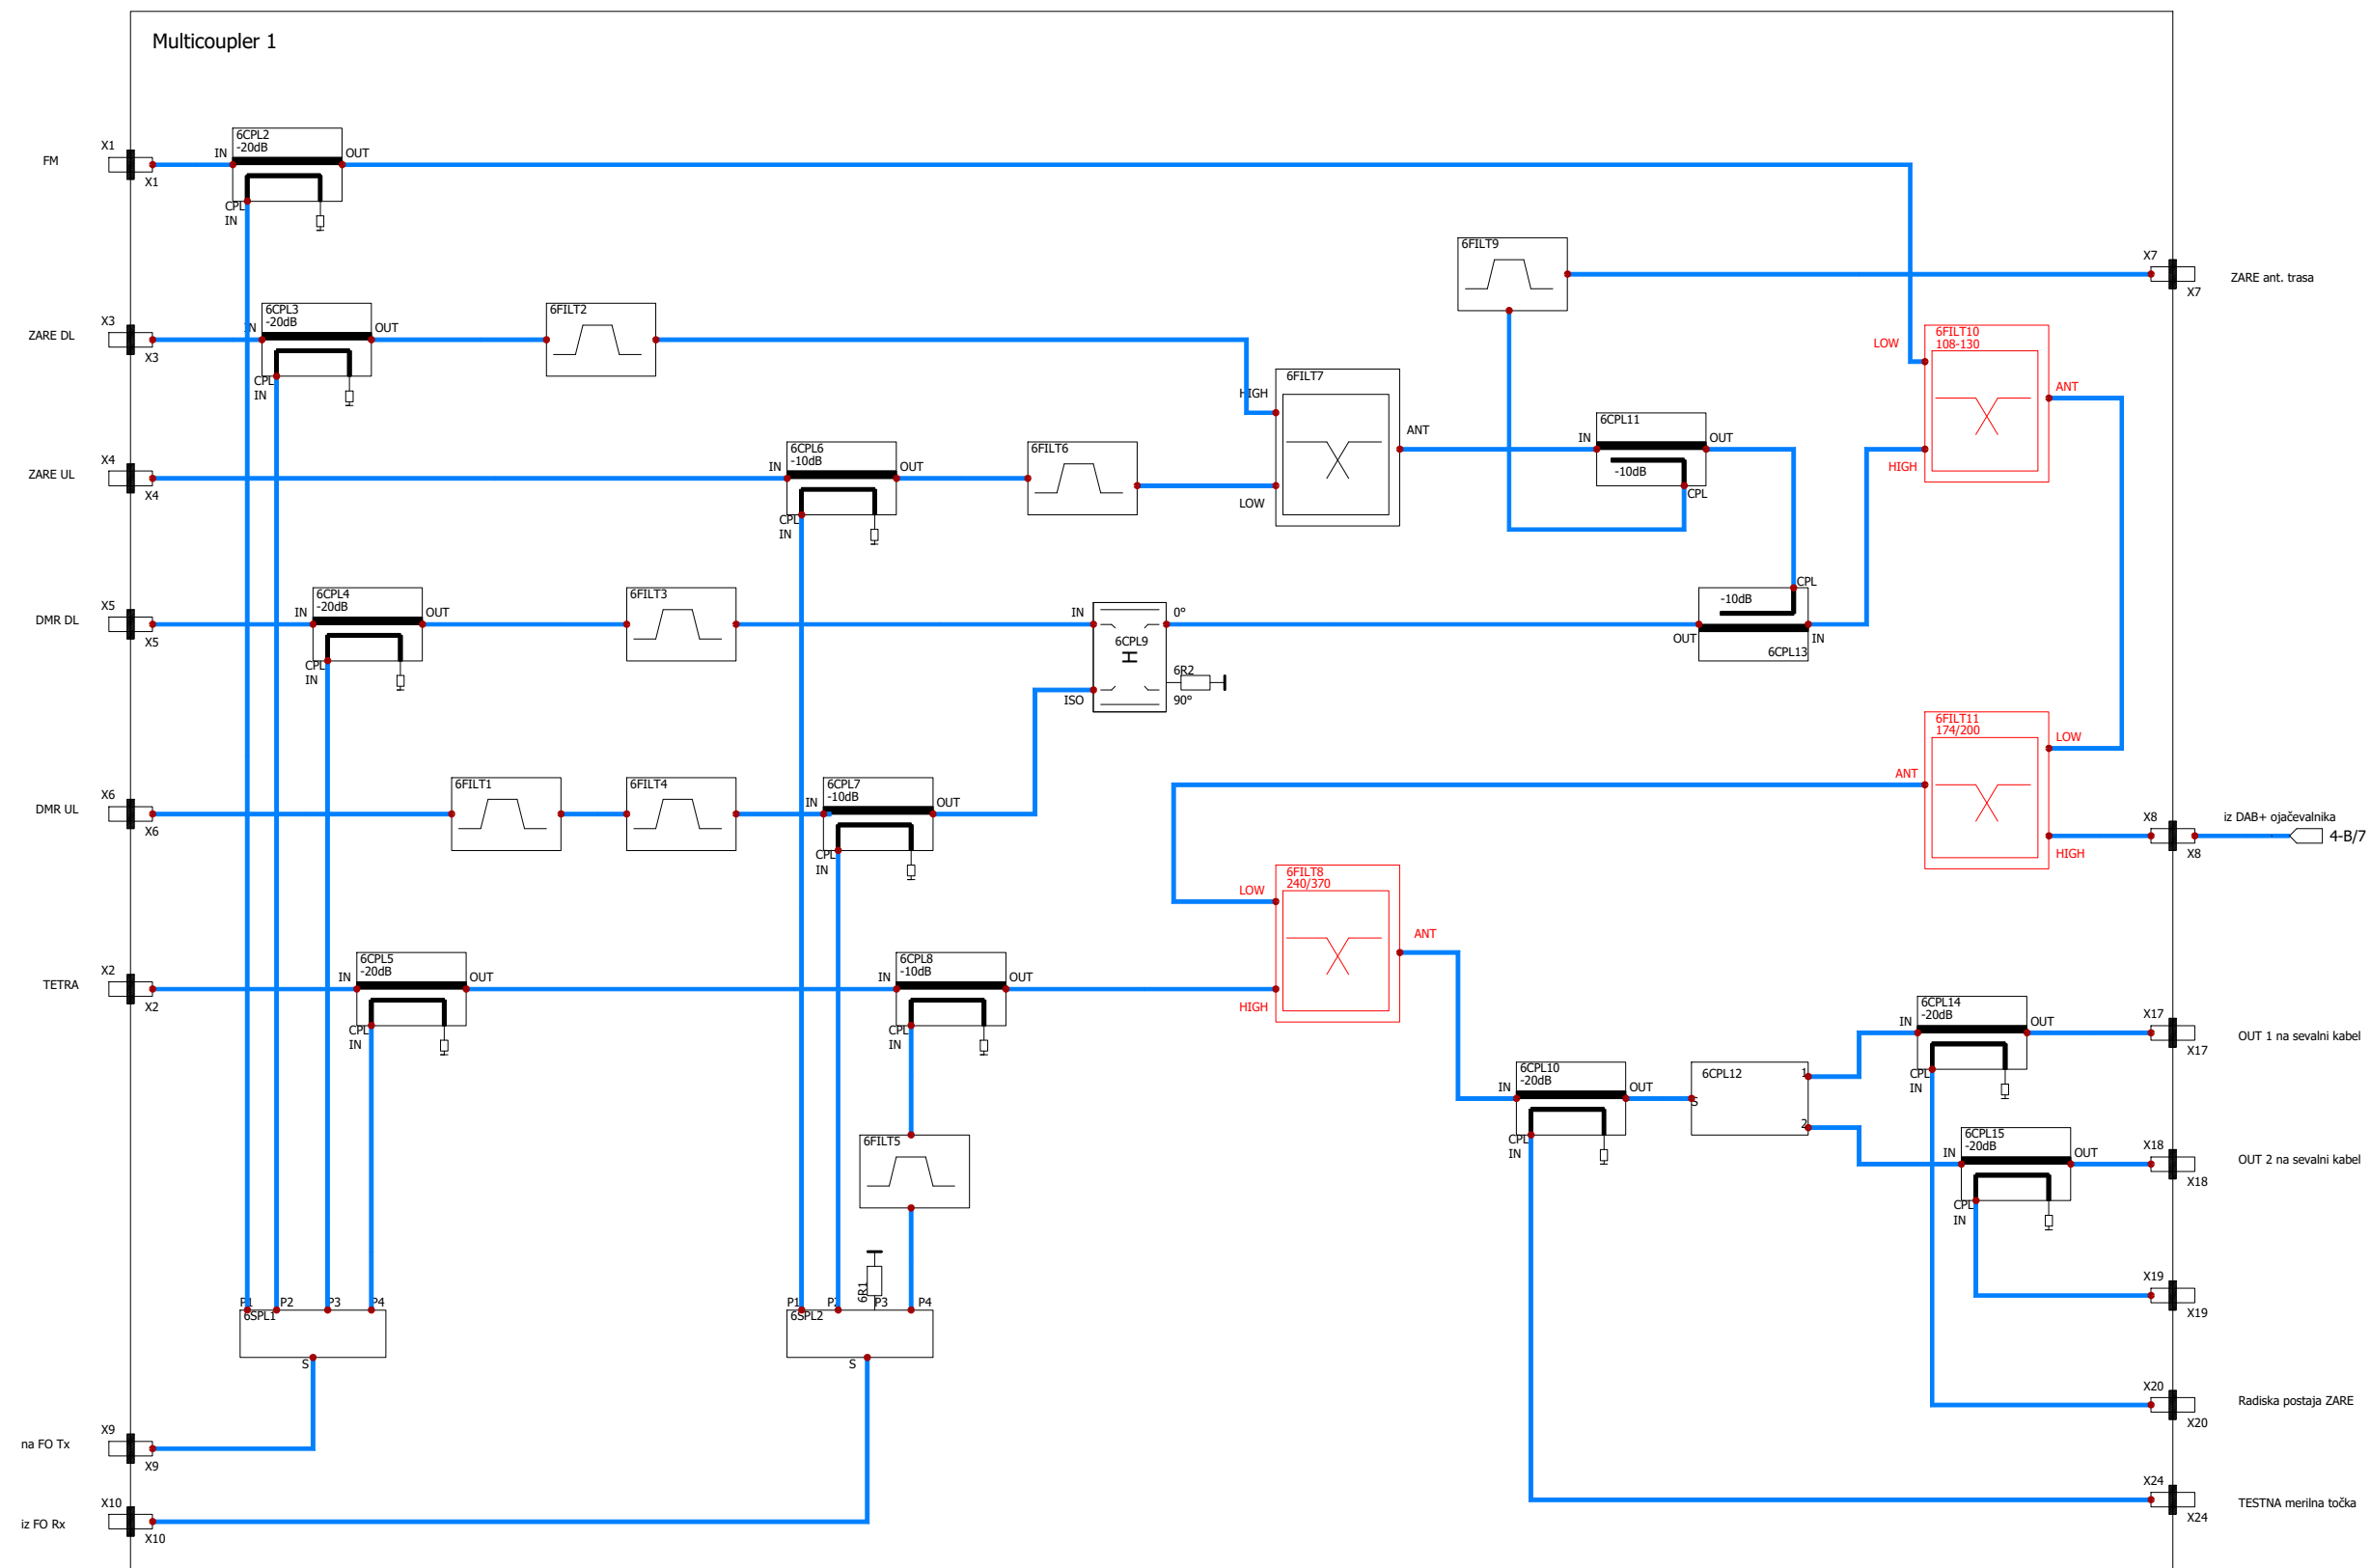 Multicoupler 1
FM
X1
X1
6CPL2
-20dB
IN
OUT
CPL
IN
6FILT9
X7
X7
ZARE ant. trasa
ZARE DL
X3
X3
6CPL3
-20dB
IN
OUT
CPL
IN
6FILT2
6FILT7
HIGH
LOW
ANT
6CPL11
IN
OUT
-10dB
CPL
6FILT10
108-130
LOW
ANT
HIGH
ZARE UL
X4
X4
6CPL6
-10dB
IN
OUT
CPL
IN
6FILT6
DMR DL
X5
X5
6CPL4
-20dB
IN
OUT
CPL
IN
6FILT3
IN
0°
6CPL9
H
ISO
90°
6R2
CPL
-10dB
OUT
IN
6CPL13
6FILT11
174/200
LOW
ANT
HIGH
DMR UL
X6
X6
6FILT1
6FILT4
6CPL7
-10dB
IN
OUT
CPL
IN
X8
X8
iz DAB+ ojačevalnika
4-B/7
6FILT8
240/370
LOW
ANT
HIGH
TETRA
X2
X2
6CPL5
-20dB
IN
OUT
CPL
IN
6CPL8
-10dB
IN
OUT
CPL
IN
6FILT5
6CPL10
-20dB
IN
OUT
CPL
IN
6CPL12
S
1
2
6CPL14
-20dB
IN
OUT
CPL
IN
X17
X17
OUT 1 na sevalni kabel
6CPL15
-20dB
IN
OUT
CPL
IN
X18
X18
OUT 2 na sevalni kabel
X19
X19
P1
P2
P3
P4
6SPL1
S
6R1
P1
P2
P3
P4
6SPL2
S
X20
X20
Radiska postaja ZARE
na FO Tx
X9
X9
X24
X24
TESTNA merilna točka
iz FO Rx
X10
X10